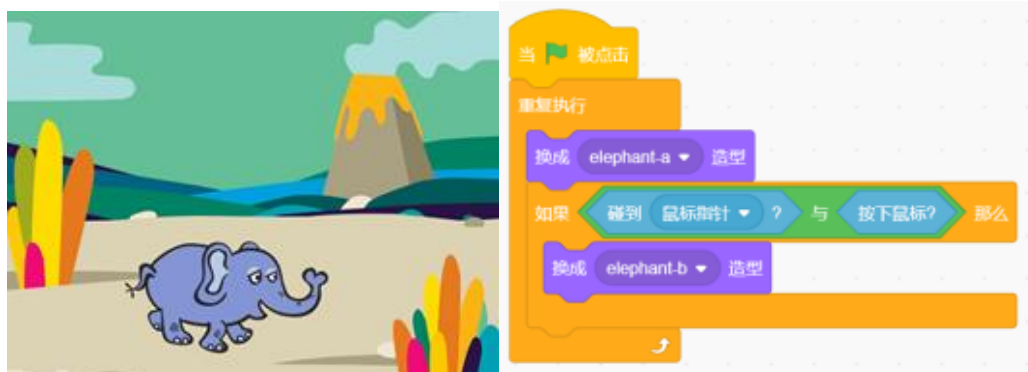 当 被点击
重复执行
换成 elephant-a 造型
如果 碰到 鼠标指针 ? 与 按下鼠标? 那么
换成 elephant-b 造型